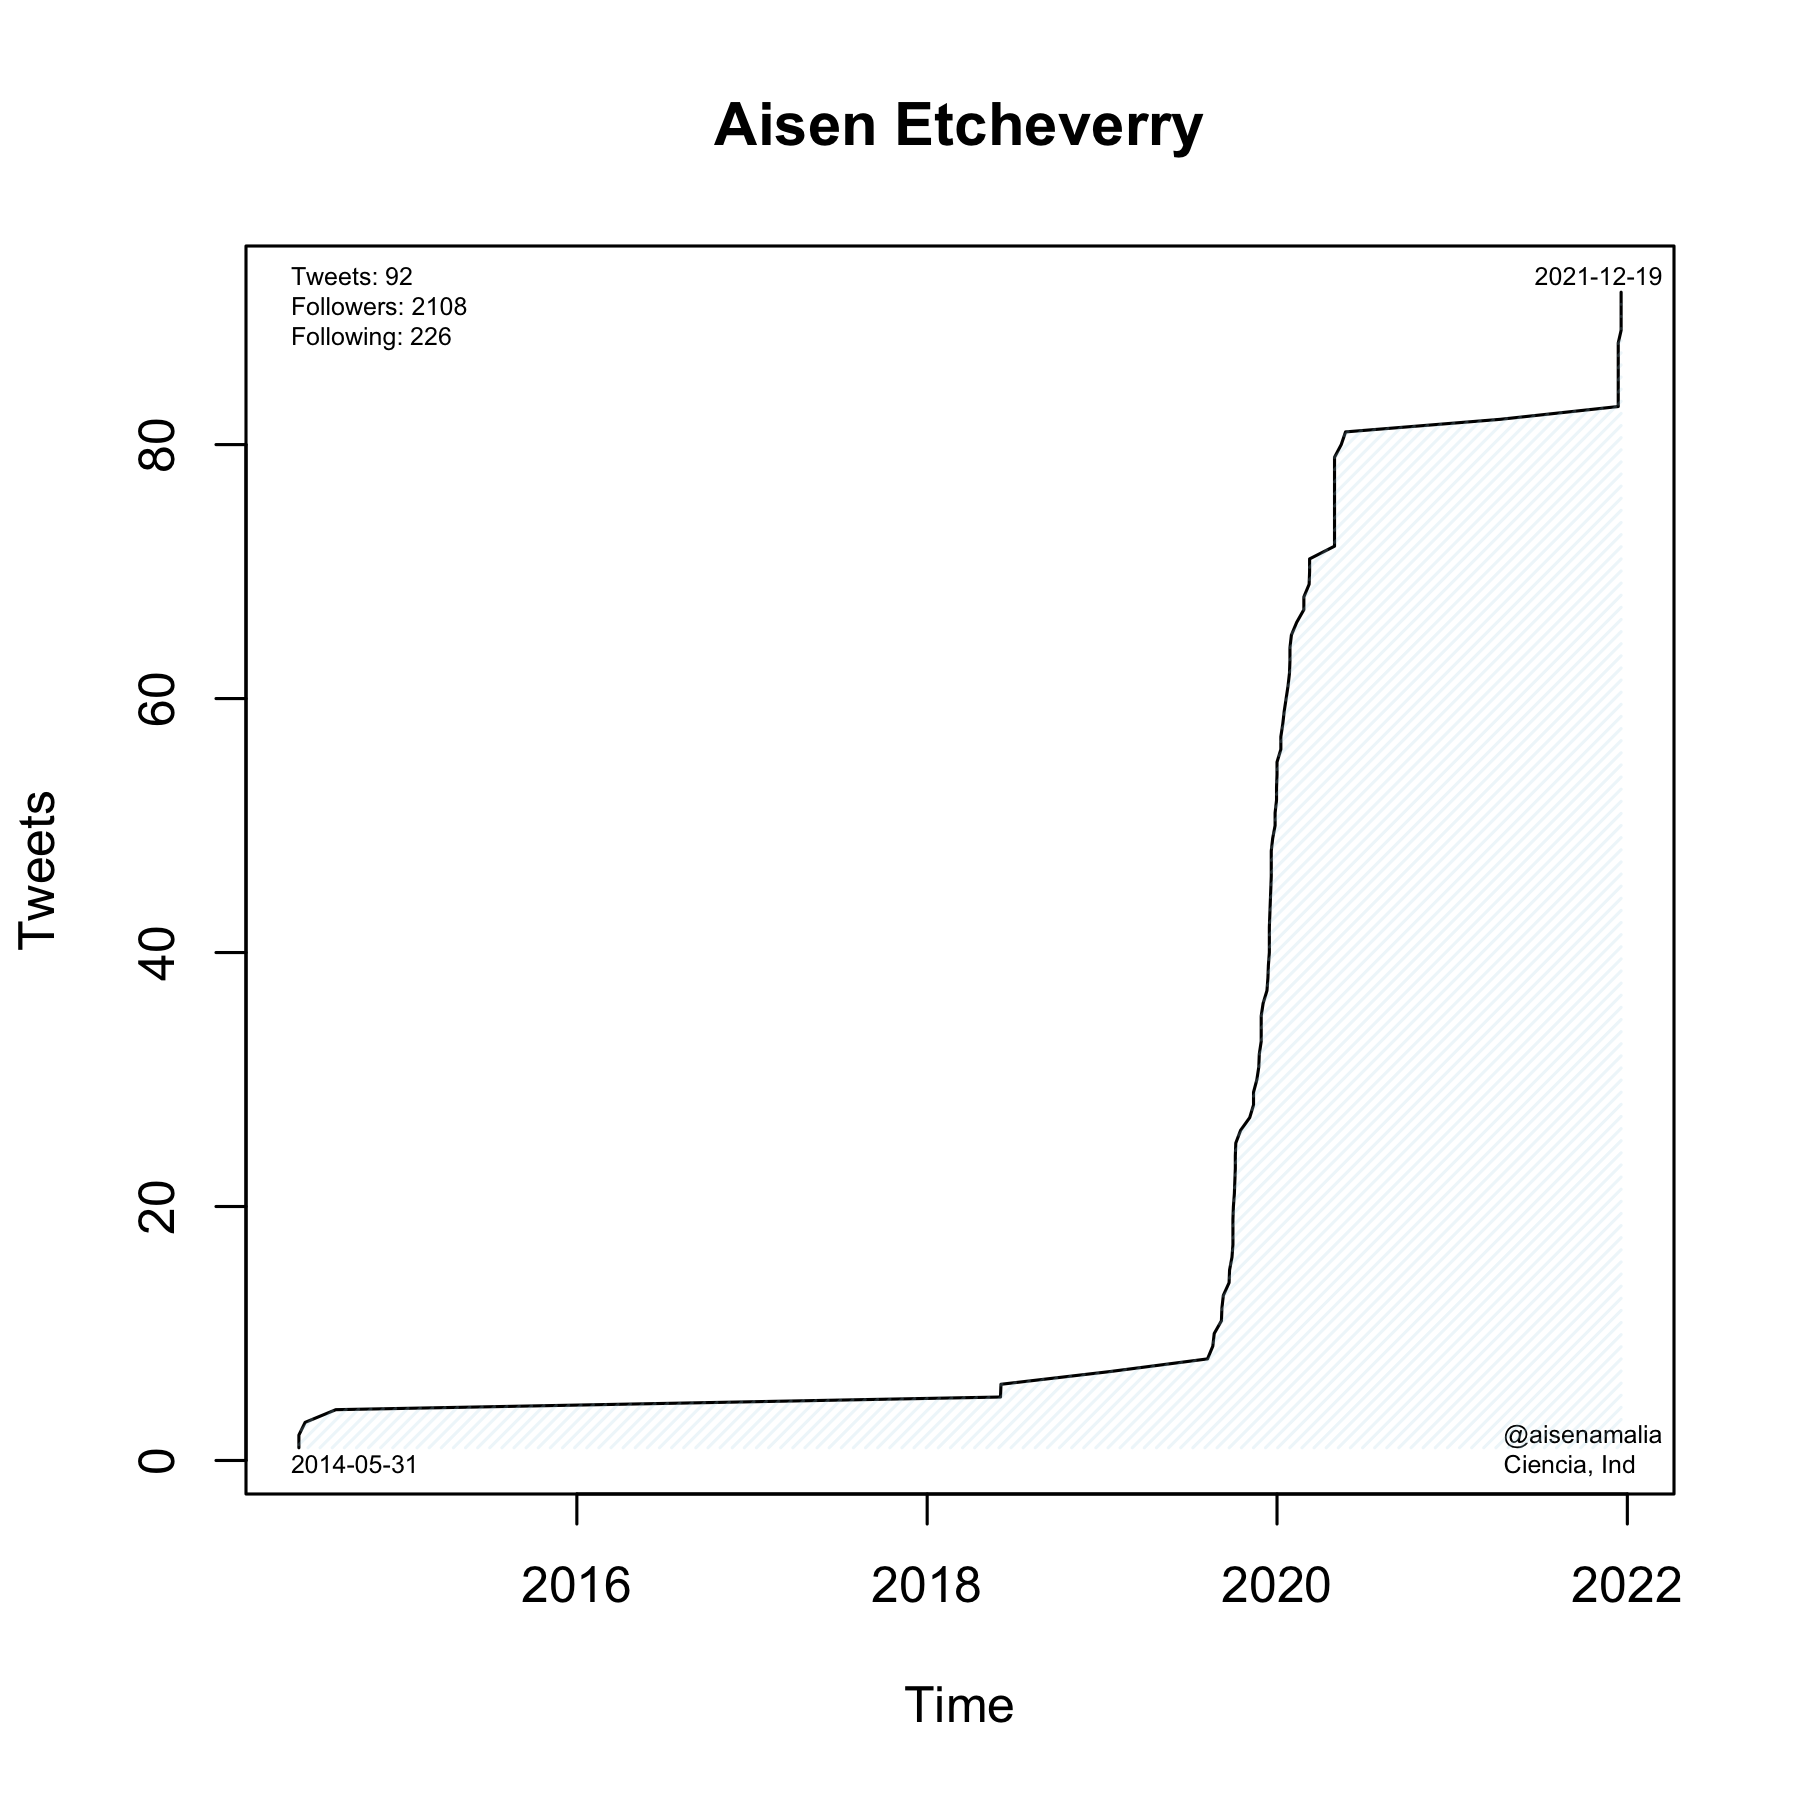 Aisen Etcheverry
Tweets: 92
Followers: 2108
Following: 226
2021-12-19
80
60
40
20
0
Tweets
@aisenamalia
Ciencia, Ind
2014-05-31
2016
2018
2020
2022
Time